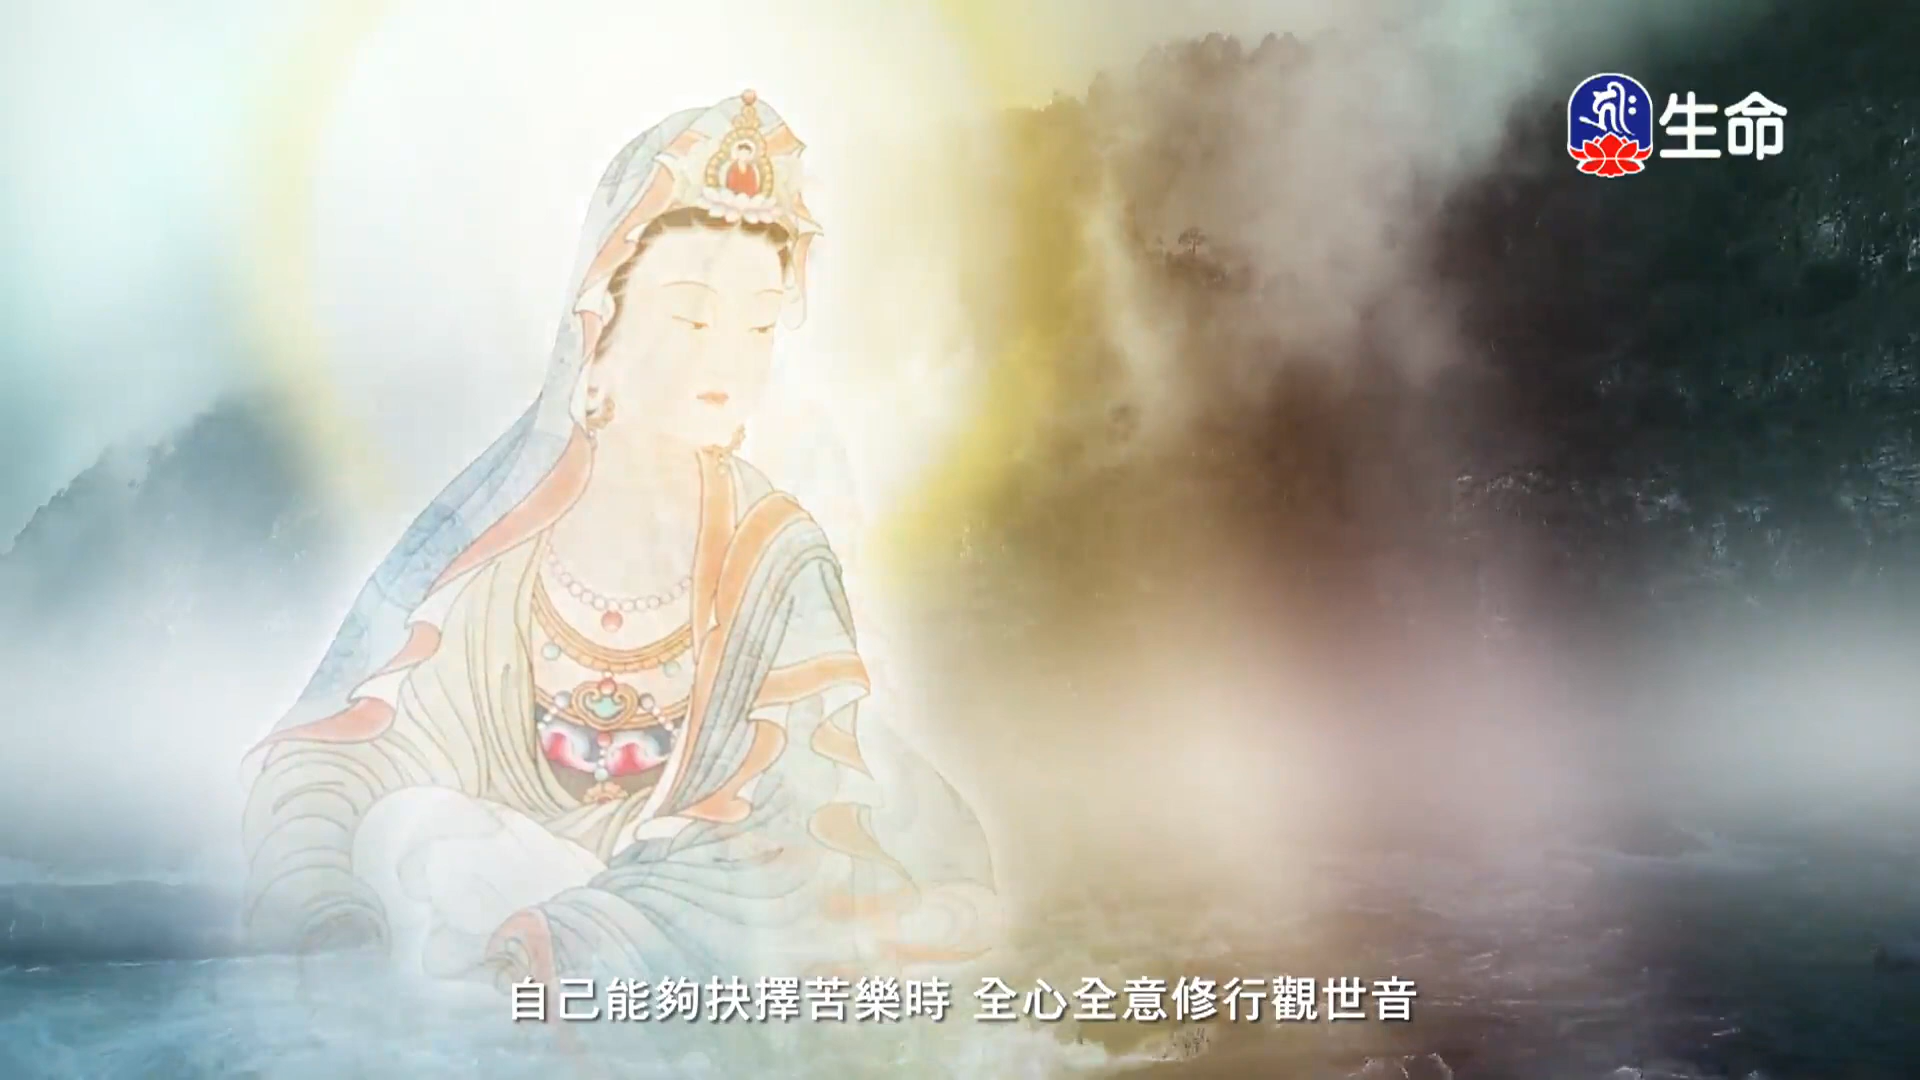 生命
自己能夠抉擇苦樂時 全心全意修行觀世音